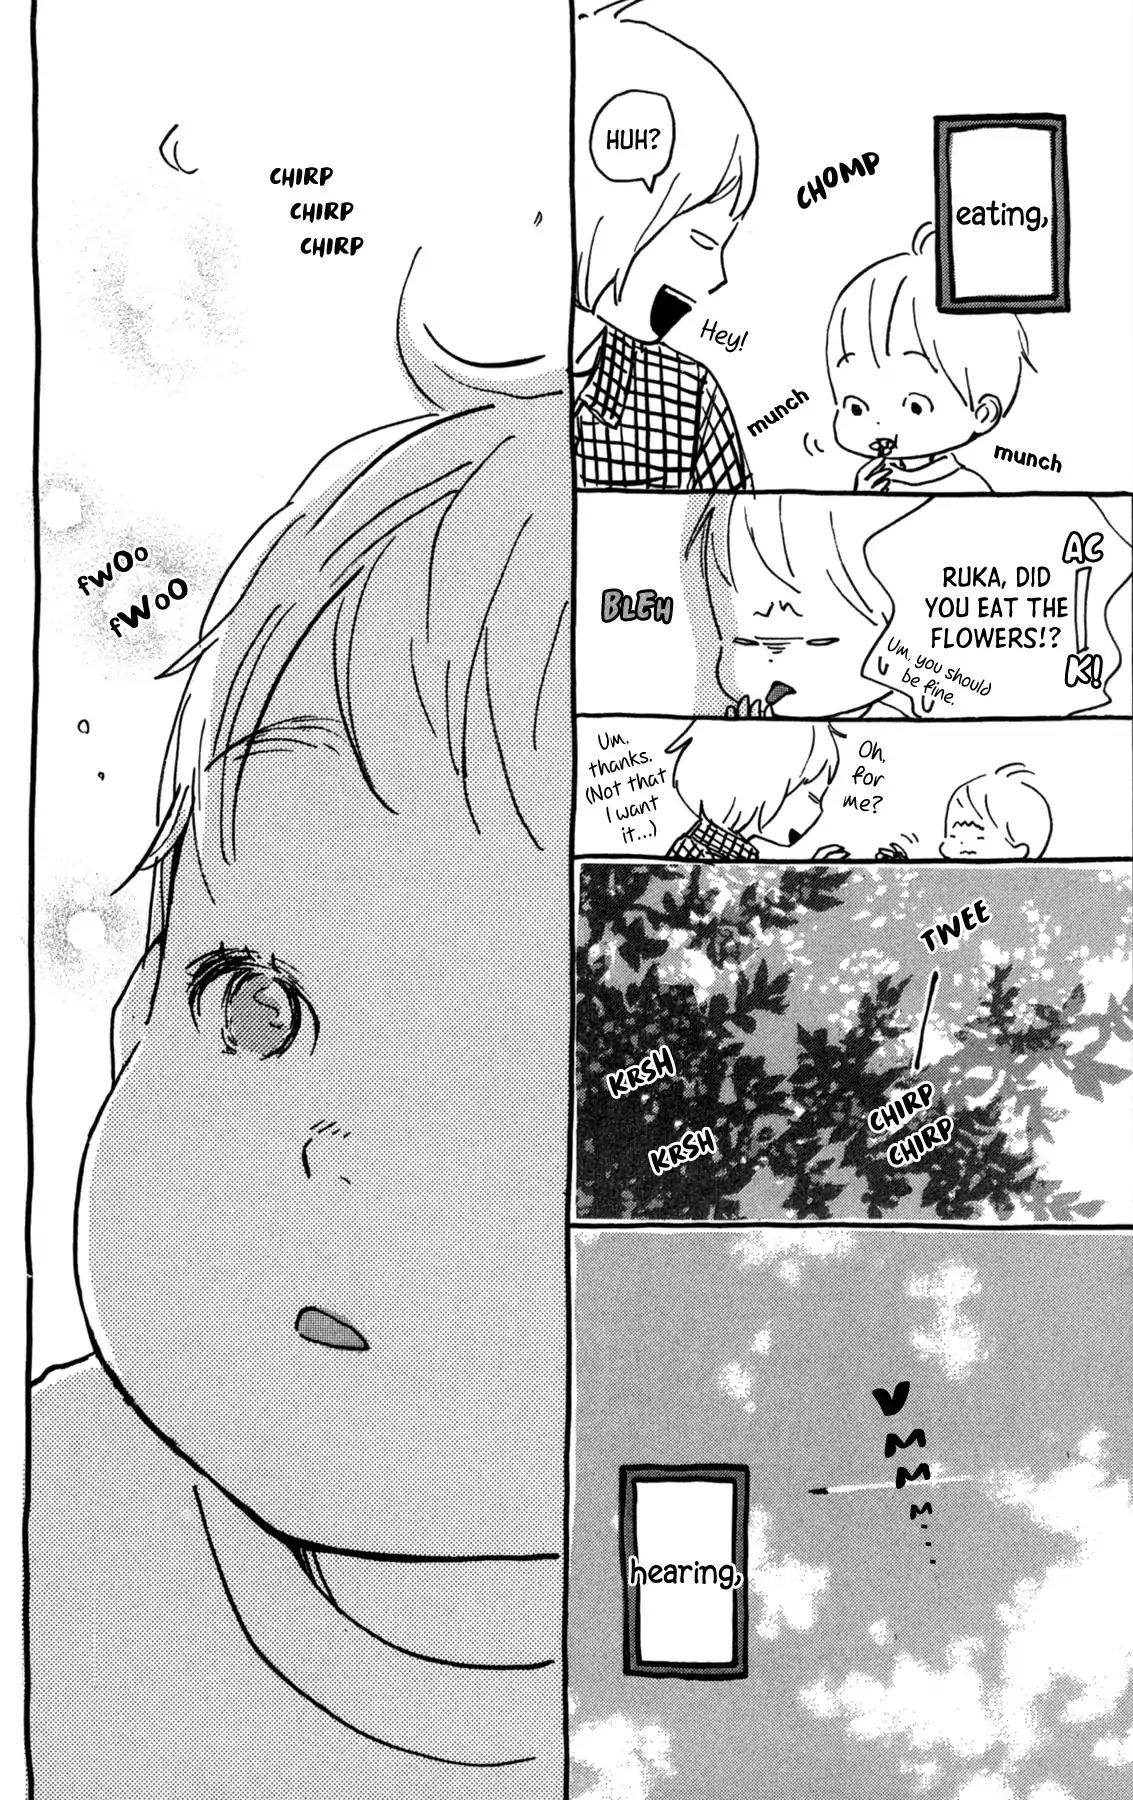 eating,
CHOMP
HUH?
Hey!
munch
munch
AC
K!
RUKA, DID
YOU EAT THE
FLOWERS!?
Um, you should
be fine.
BLEH
Oh,
for
me?
Um,
thanks.
(Not that
I want
it...)
TWEE
CHIRP
CHIRP
KRSH
KRSH
VMMM...
hearing,
CHIRP
CHIRP
CHIRP
fWOO
fWOO